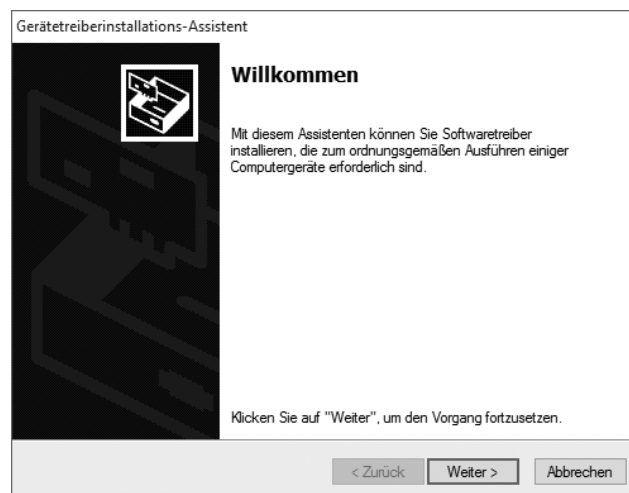 Gerätetreiberinstallations-Assistent
Willkommen
Mit diesem Assistenten können Sie Softwaretreiber
installieren, die zum ordnungsgemäßen Ausführen einiger
Computergeräte erforderlich sind.
Klicken Sie auf "Weiter", um den Vorgang fortzusetzen.
< Zurück Weiter > Abbrechen